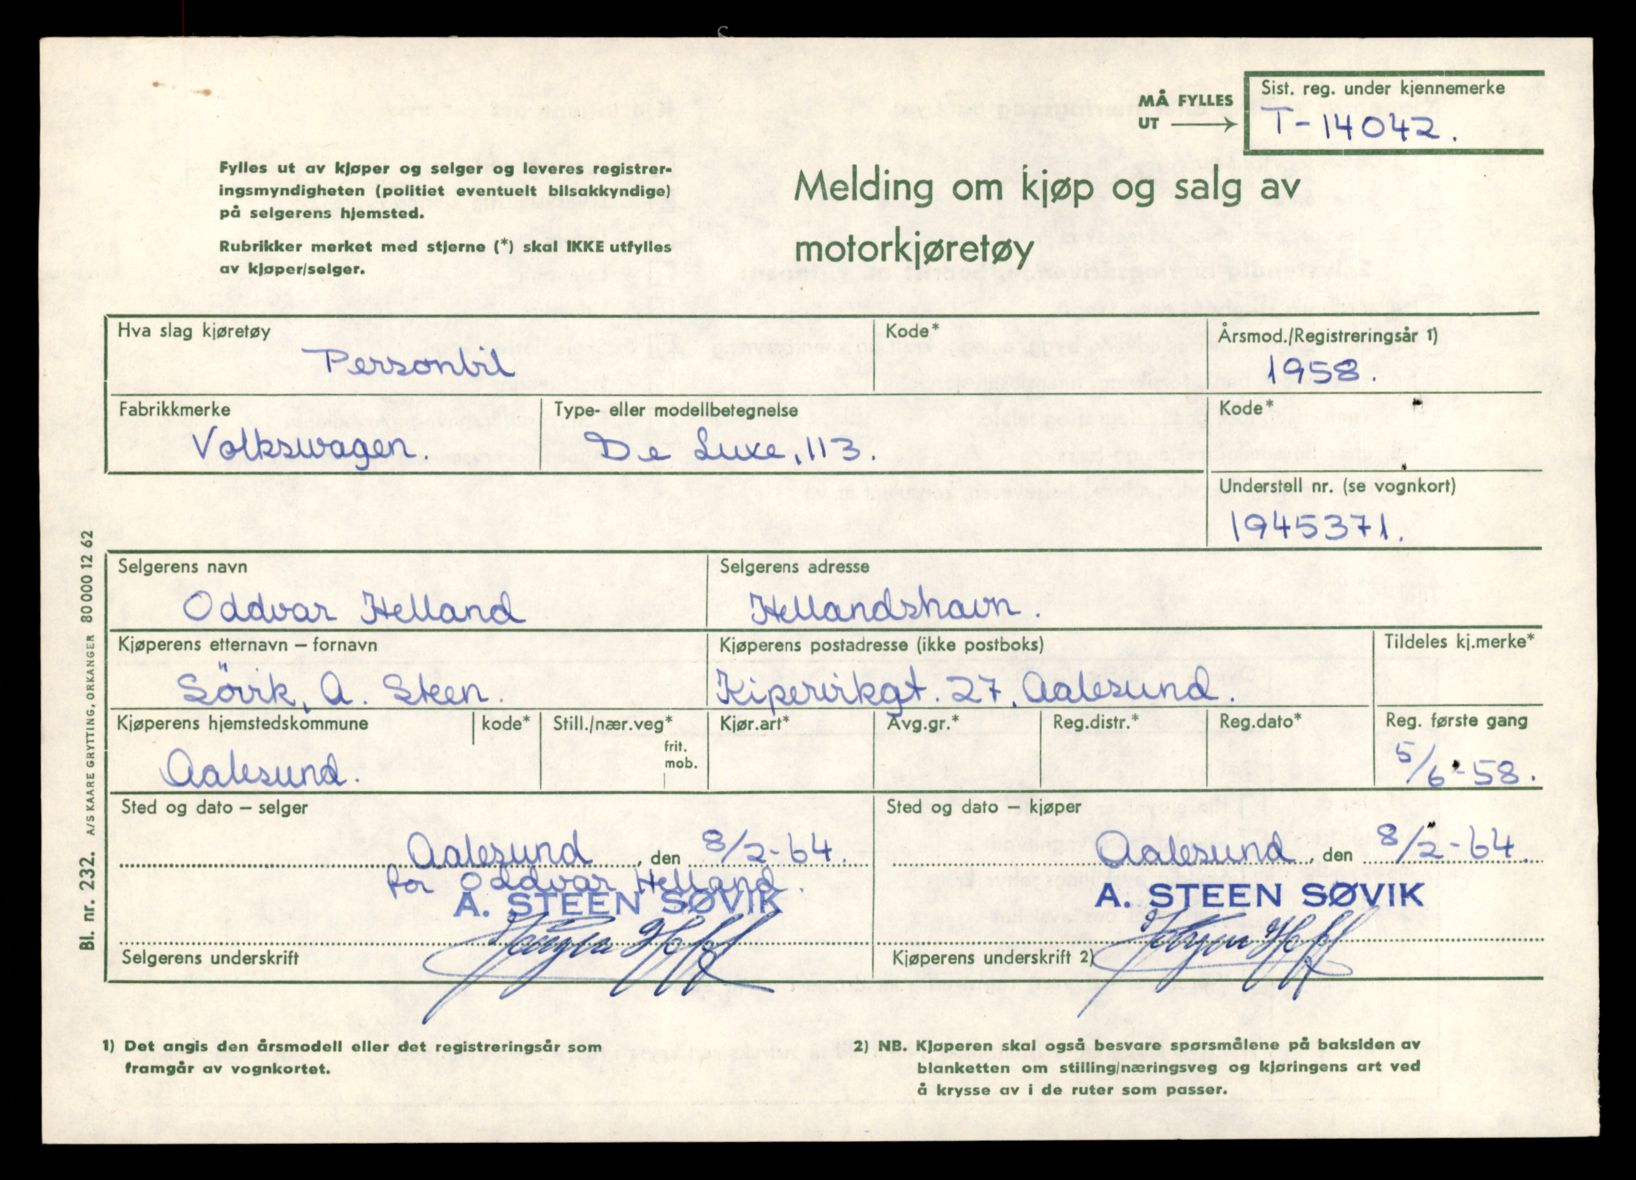 MÅ FYLLES
UT
Sist. reg. under kjennemerke
T-14042.
Fylles ut av kjøper og selger og leveres registrer-
ingsmyndigheten (politiet eventuelt bilsakkyndige)
på selgerens hjemsted.
Rubrikker merket med stjerne (*) skal IKKE utfylles
av kjøper/selger.
Melding om kjøp og salg av
motorkjøretøy
Hva slag kjøretøy
Personbil
Kode*
Årsmod./Registreringsår 1)
1958.
Fabrikkmerke
Volkswagen.
Type- eller modellbetegnelse
De Luxe, 113.
Kode*
Understell nr. (se vognkort)
1945371.
Selgerens navn
Oddvar Helland
Selgerens adresse
Hellandshavn.
Kjøperens etternavn – fornavn
Sövik, A. Steen.
Kjøperens postadresse (ikke postboks)
Kipervikgt. 27, Aalesund.
Tildeles kj.merke*
Kjøperens hjemstedskommune
Aalesund.
kode*
Still./nær.veg*
frit.
mob.
Kjør.art*
Avg.gr.*
Reg.distr.*
Reg.dato*
Reg. første gang
5/6-58.
Sted og dato – selger
Aalesund, den 8/2-64.
for Oddvar Helland.
A. STEEN SØVIK
Selgerens underskrift
Sted og dato – kjøper
Aalesund, den 8/2-64.
A. STEEN SØVIK
Kjøperens underskrift 2)
1) Det angis den årsmodell eller det registreringsår som
framgår av vognkortet.
2) NB. Kjøperen skal også besvare spørsmålene på baksiden av
blanketten om stilling/næringsveg og kjøringens art ved
å krysse av i de ruter som passer.
Bl. nr. 232. A/S KAARE GRYTTING, ORKANGER 80 000 12 62